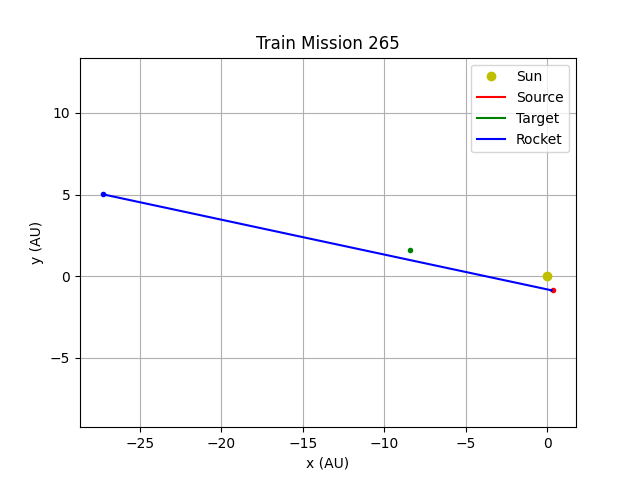 Train Mission 265
Sun
Source
Target
Rocket
10
5
0
−5
y (AU)
−25
−20
−15
−10
−5
0
x (AU)